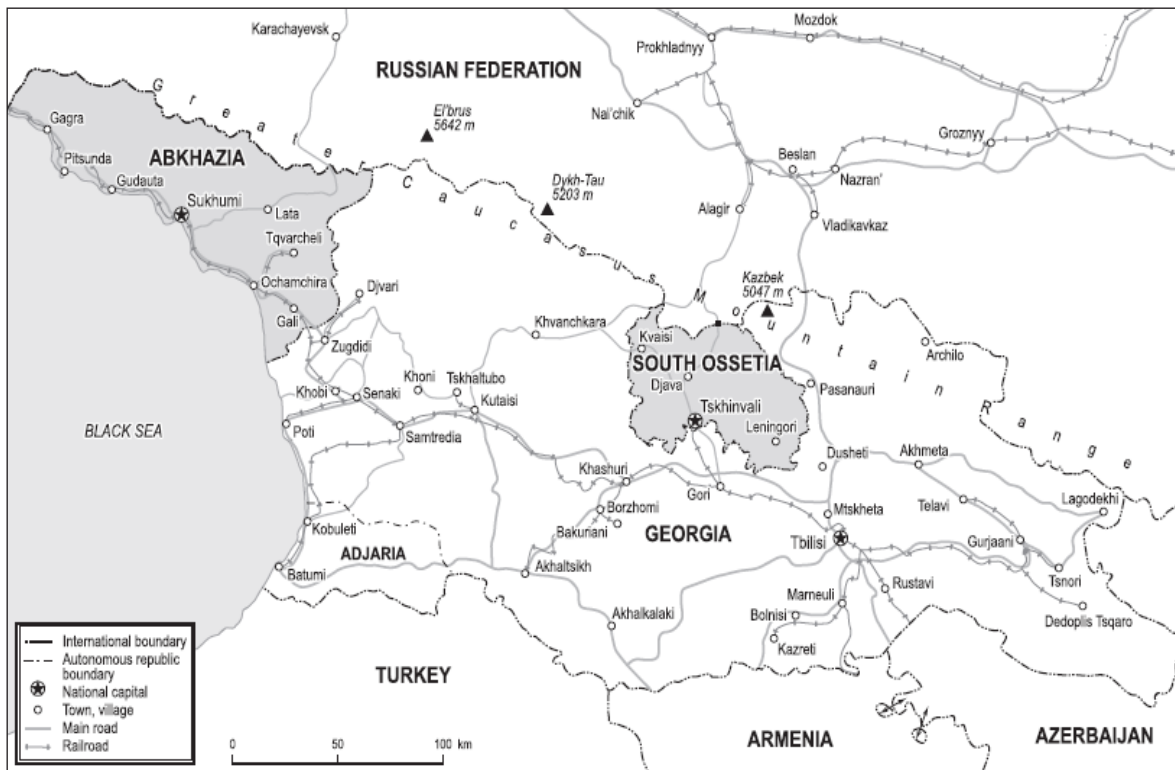 Karachayevsk
Mozdok
Prokhladnyy
RUSSIAN FEDERATION
Nal'chik
El'brus
5642 m
Groznyy
Gagra
ABKHAZIA
Pitsunda
Gudauta
Sukhumi
Lata
Tqvarcheli
Ochamchira
Gali
Djvari
Greater Caucasus Mountain Range
Dykh-Tau
5203 m
Beslan
Nazran'
Alagir
Vladikavkaz
Kazbek
5047 m
Zugdidi
Khvanchkara
Kvaisi
SOUTH OSSETIA
Djava
Archilo
Pasanauri
Khobi
Senaki
Khoni
Tskhaltubo
Kutaisi
Tskhinvali
Leningori
BLACK SEA
Poti
Samtredia
Khashuri
Gori
Dusheti
Akhmeta
Lagodekhi
Telavi
Borzhomi
Bakuriani
GEORGIA
Mtskheta
Tbilisi
Gurjaani
Kobuleti
ADJARIA
Batumi
Akhaltsikh
Tsnori
Rustavi
Marneuli
Dedoplis Tsqaro
Akhalkalaki
Bolnisi
Kazreti
TURKEY
ARMENIA
AZERBAIJAN
International boundary
Autonomous republic
boundary
National capital
Town, village
Main road
Railroad
0 50 100 km